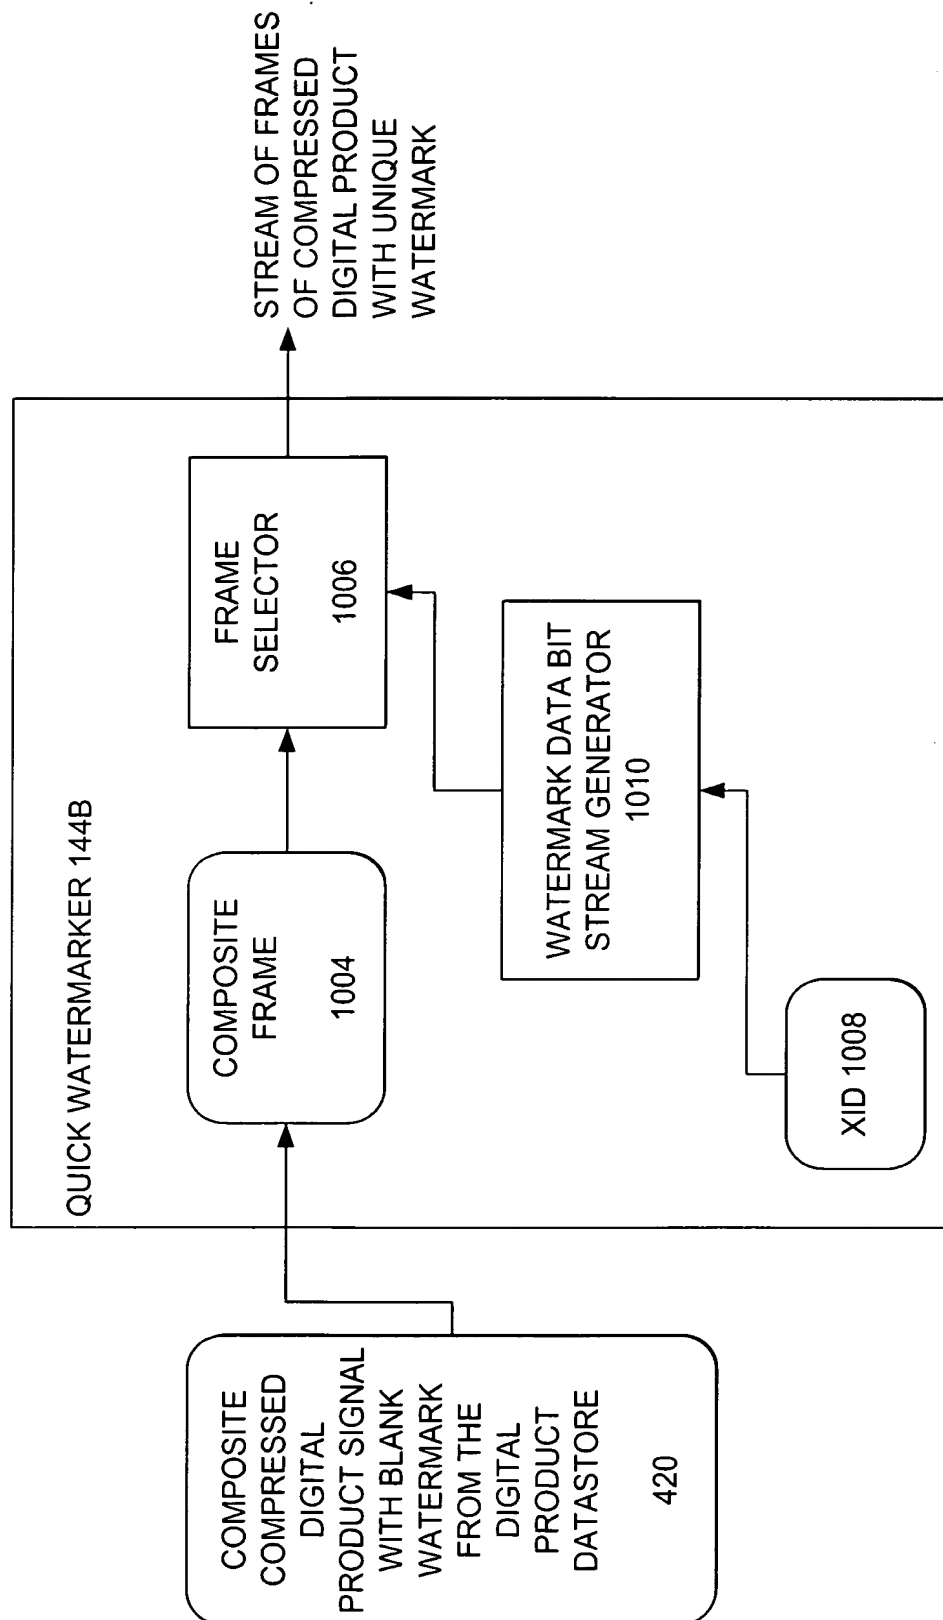 QUICK WATERMARKER 144B
COMPOSITE
COMPRESSED
DIGITAL
PRODUCT SIGNAL
WITH BLANK
WATERMARK
FROM THE
DIGITAL
PRODUCT
DATASTORE
420
COMPOSITE
FRAME
1004
FRAME
SELECTOR
1006
STREAM OF FRAMES
OF COMPRESSED
DIGITAL PRODUCT
WITH UNIQUE
WATERMARK
XID 1008
WATERMARK DATA BIT
STREAM GENERATOR
1010